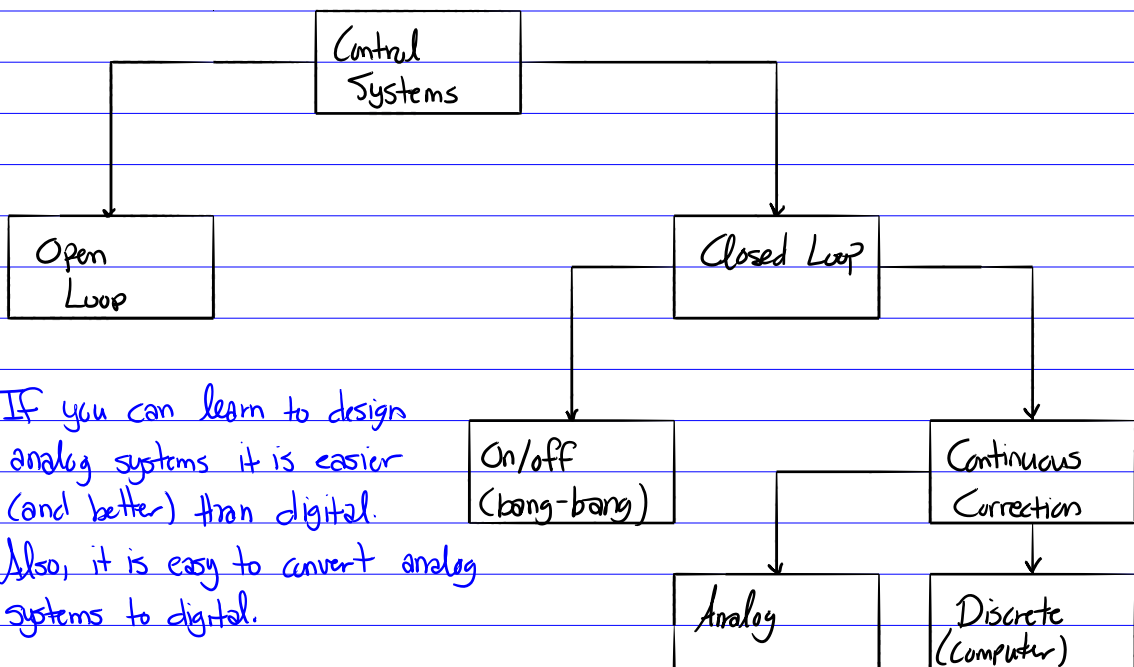 Control
Systems
Open
Loop
Closed Loop
If you can learn to design
analog systems it is easier
(and better) than digital.
Also, it is easy to convert analog
systems to digital.
On/off
(bang-bang)
Continuous
Correction
Analog
Discrete
(computer)